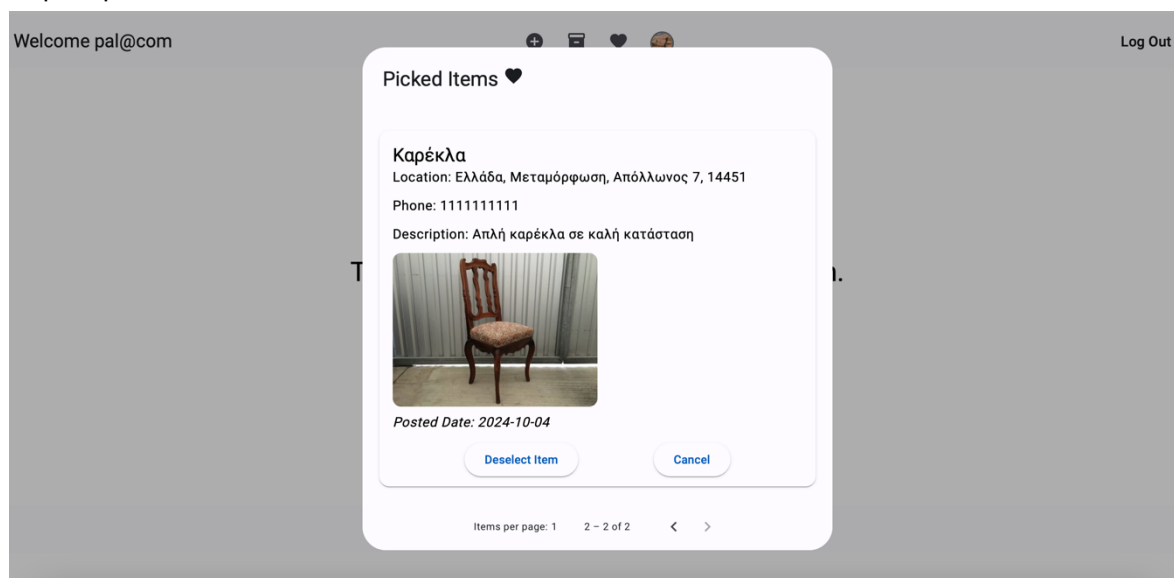 Welcome pal@com
Log Out
Picked Items
Καρέκλα
Location: Ελλάδα, Μεταμόρφωση, Απόλλωνος 7, 14451
Phone: 1111111111
Description: Απλή καρέκλα σε καλή κατάσταση
T
.
Posted Date: 2024-10-04
Deselect Item
Cancel
Items per page: 1
2 – 2 of 2